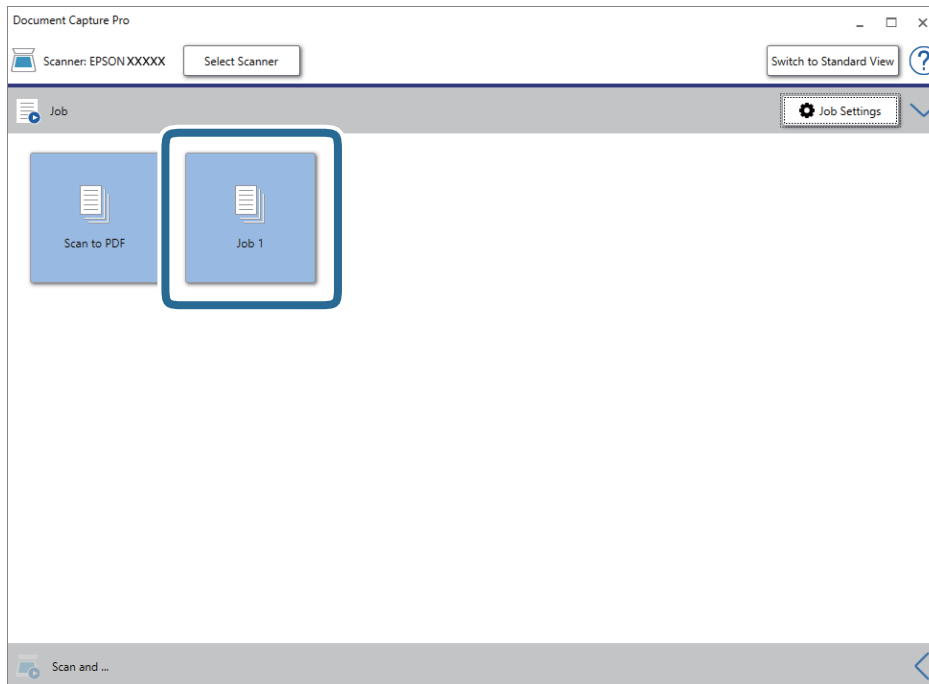 Document Capture Pro
Scanner: EPSON XXXXX Select Scanner Switch to Standard View ?
Job Job Settings
Scan to PDF Job 1
Scan and ...